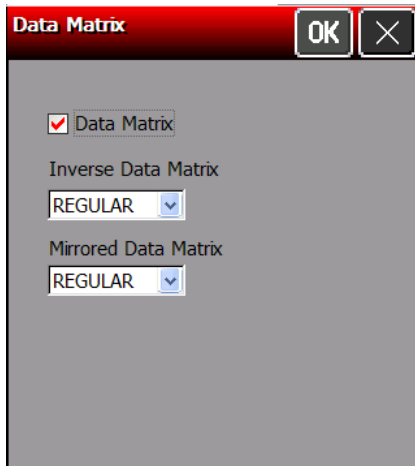 Data Matrix OK
Data Matrix
Inverse Data Matrix
REGULAR
Mirrored Data Matrix
REGULAR